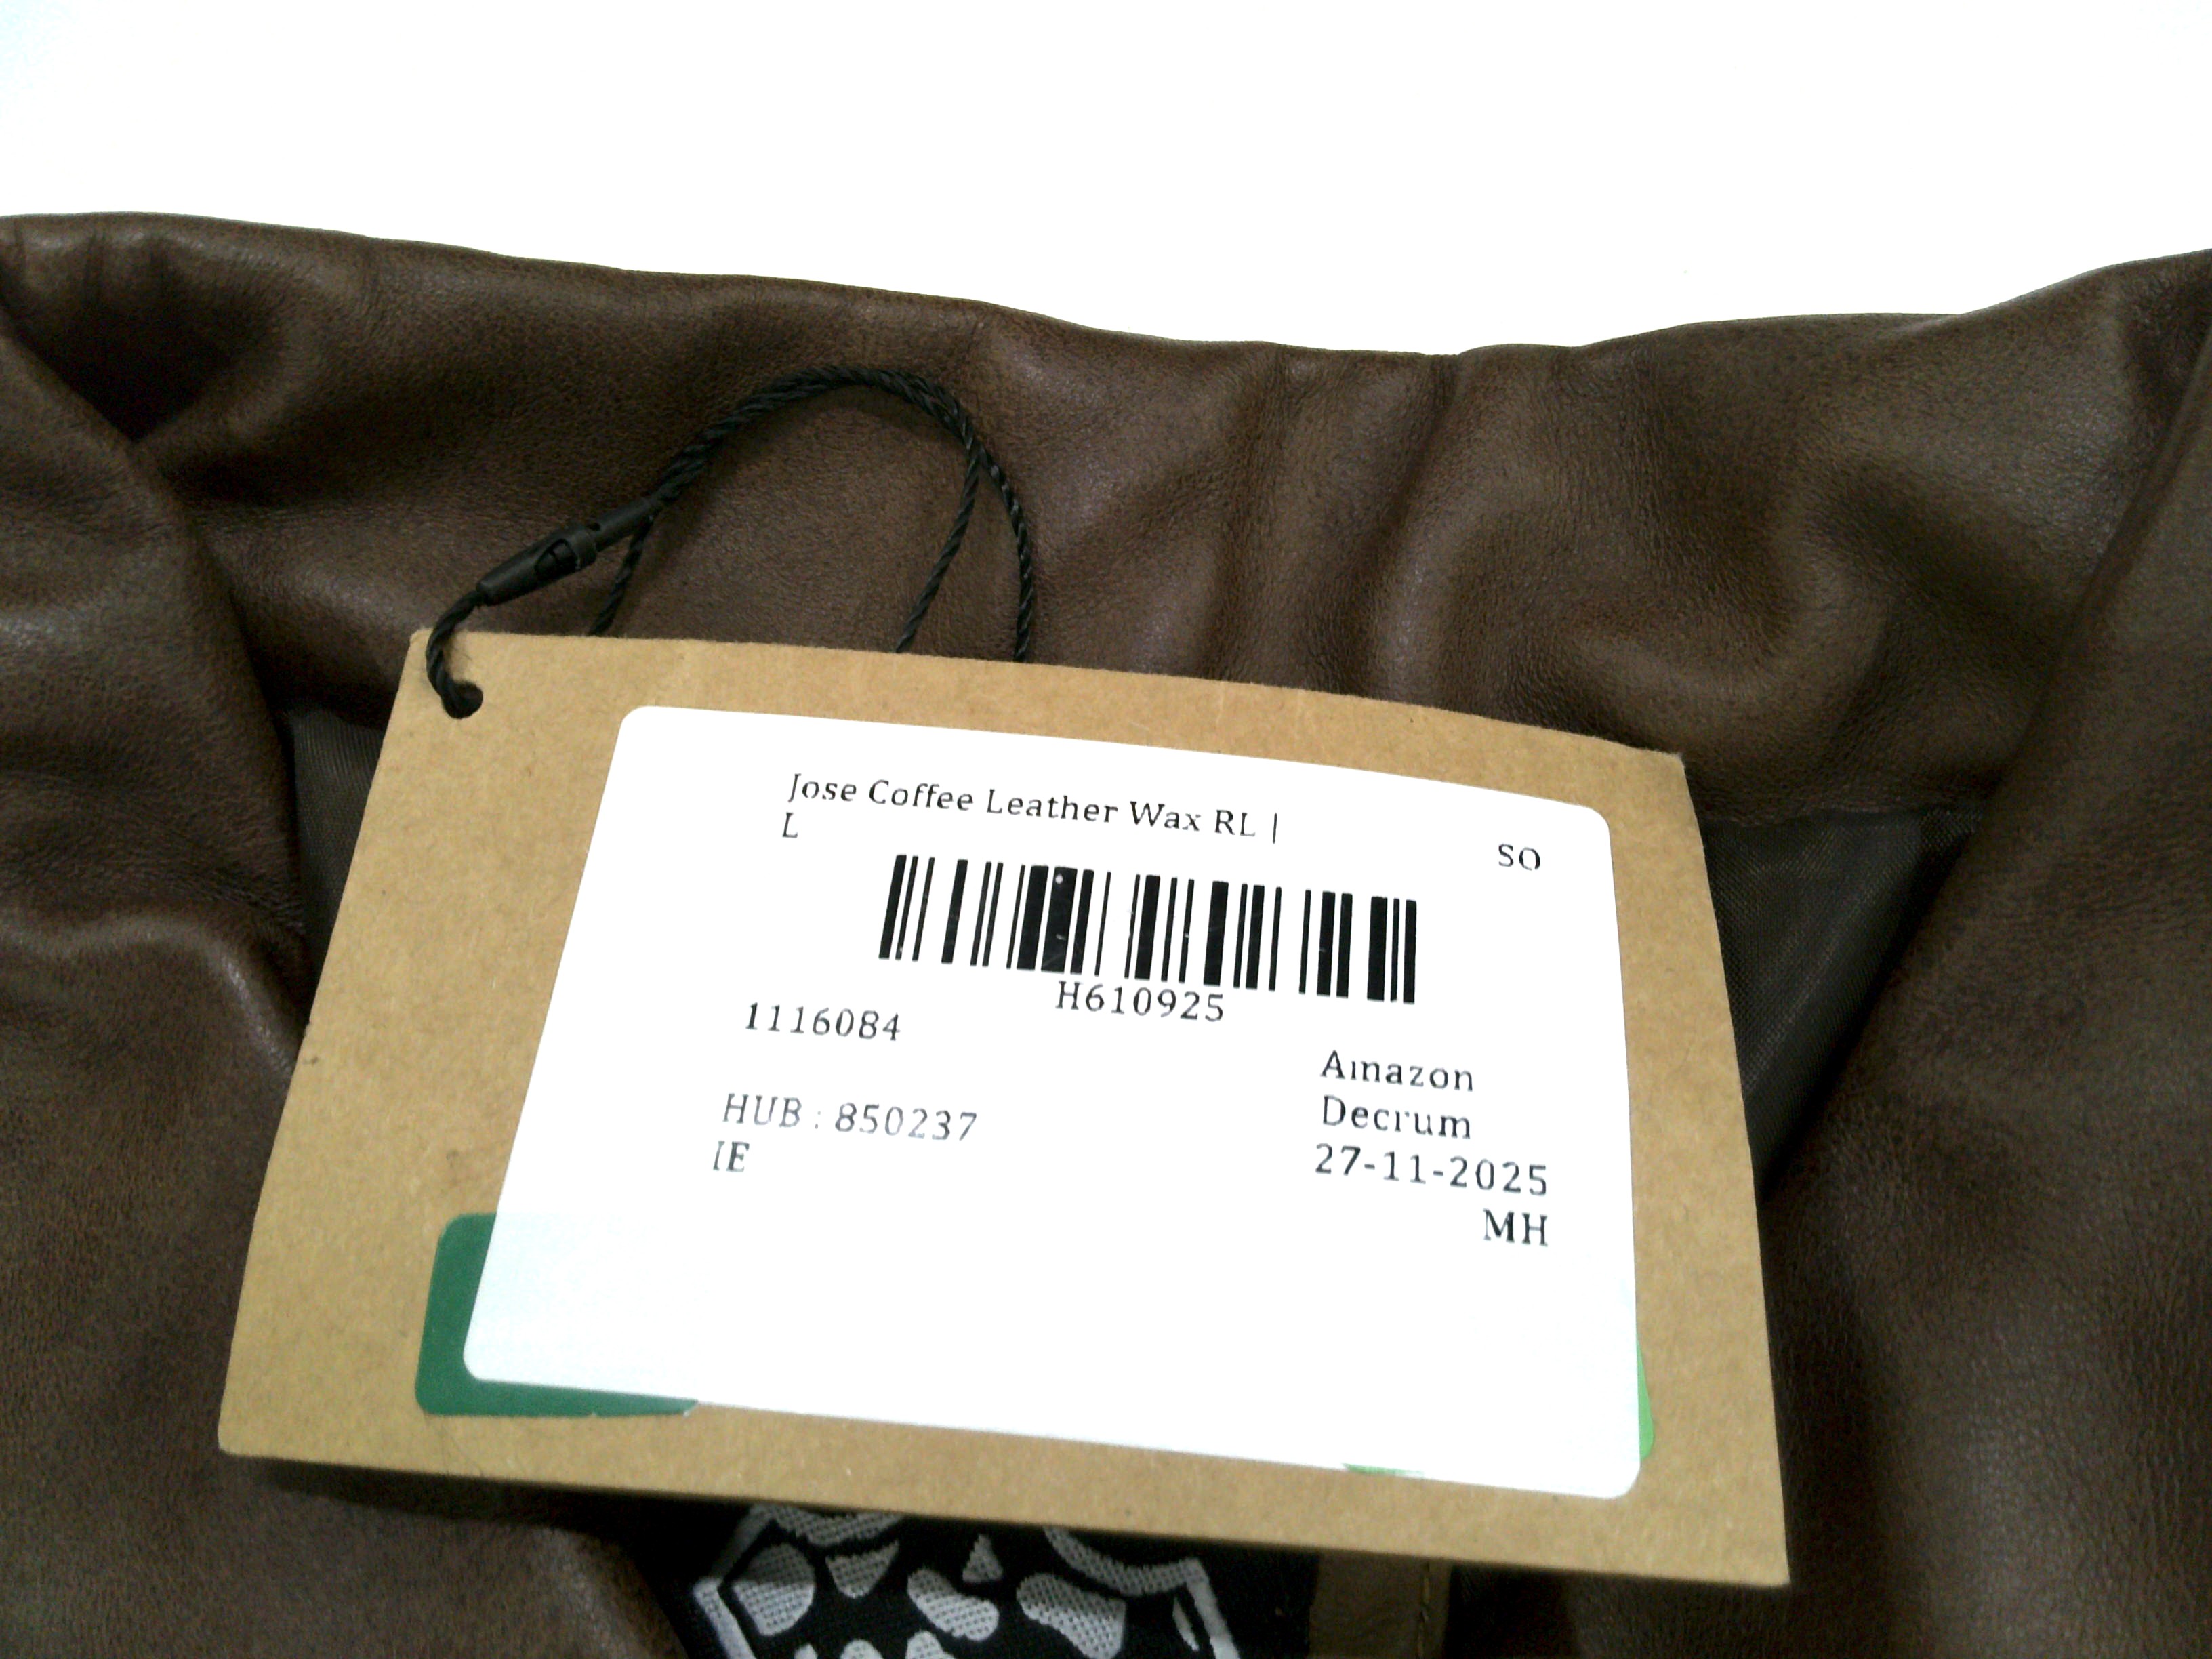 Jose Coffee Leather Wax RL |
L
SO
H610925
1116084
HUB : 850237
IE
Amazon
Decrum
27-11-2025
MH